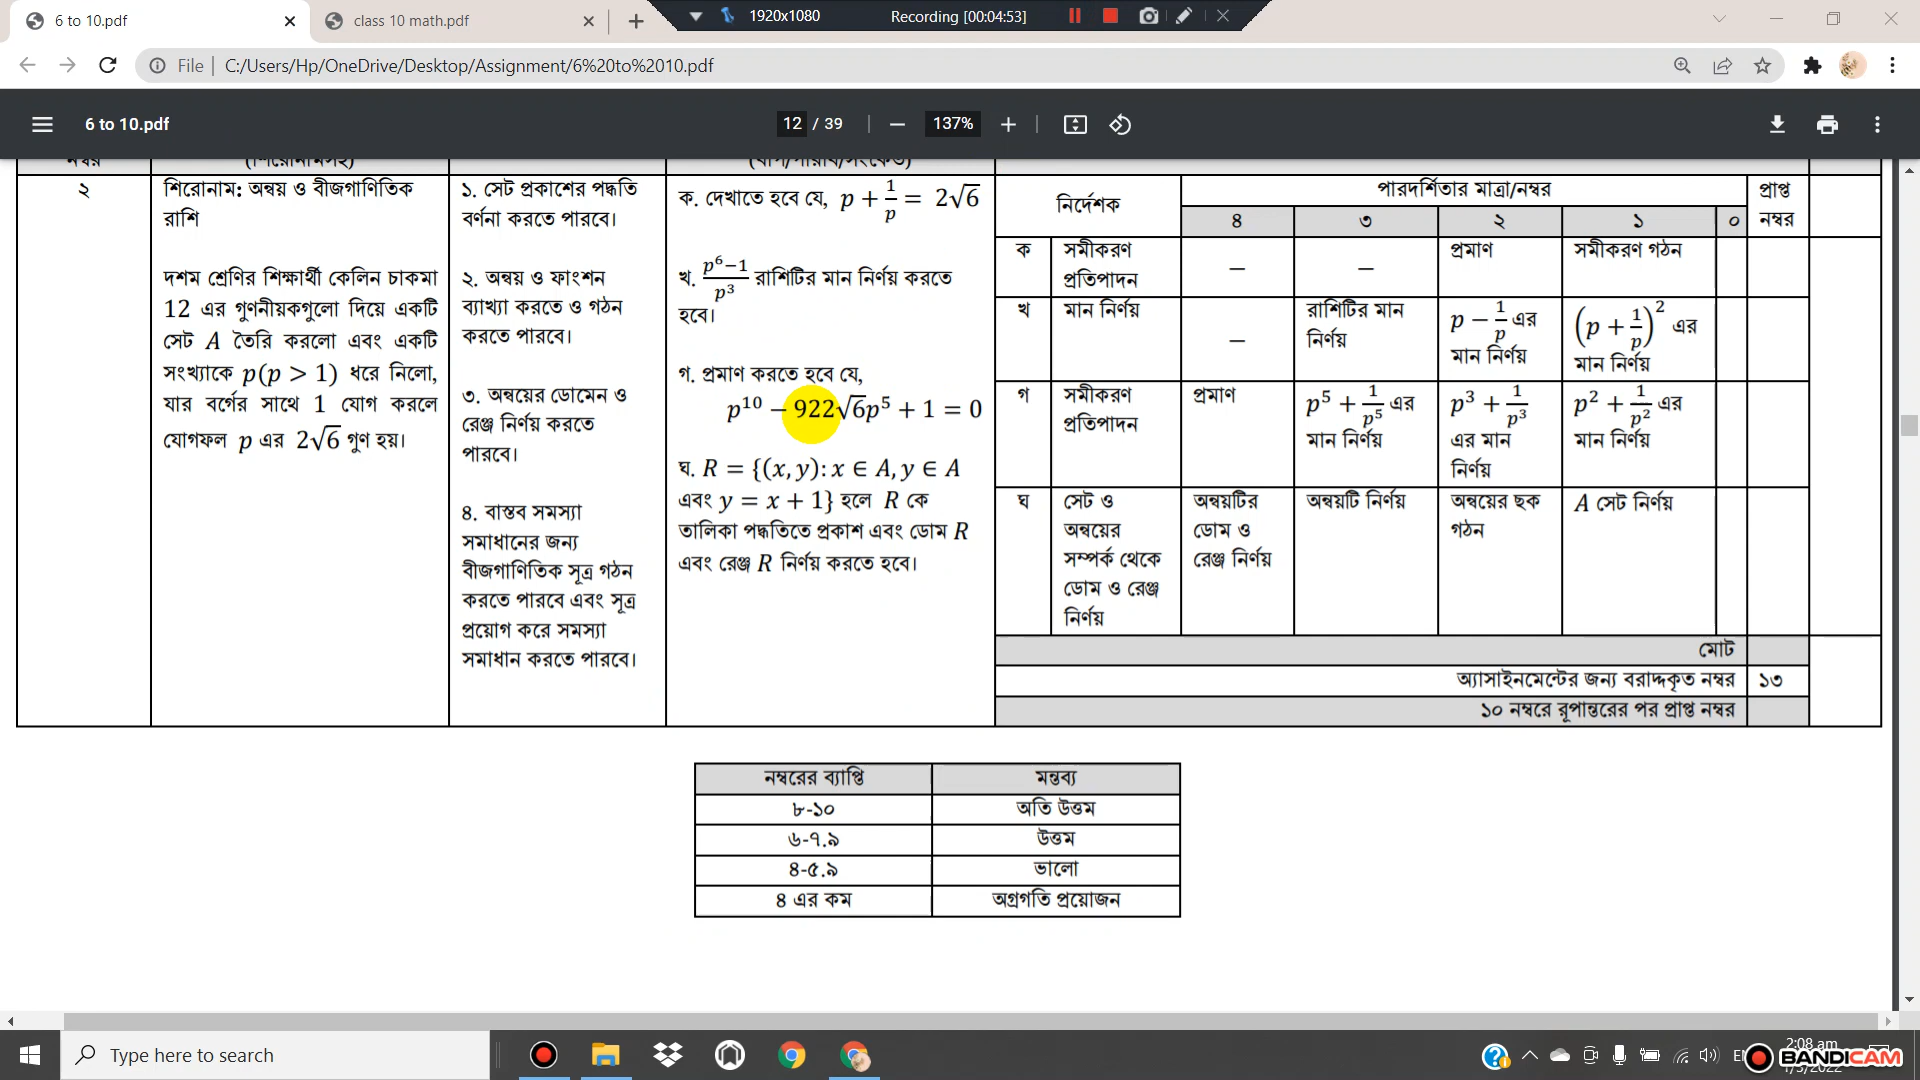 6 to 10.pdf
class 10 math.pdf
1920x1080
Recording [00:04:53]
File
C:/Users/Hp/OneDrive/Desktop/Assignment/6%20to%2010.pdf
6 to 10.pdf
12 / 39
137%
নম্বর
(শিরোনামসহ)
(ধাপ/পরিধি/সংকেত)
২
শিরোনাম: অন্বয় ও বীজগাণিতিক
রাশি
দশম শ্রেণির শিক্ষার্থী কেলিন চাকমা
12 এর গুণনীয়কগুলো দিয়ে একটি
সেট A তৈরি করলো এবং একটি
সংখ্যাকে p(p > 1) ধরে নিলো,
যার বর্গের সাথে 1 যোগ করলে
যোগফল p এর 2√6 গুণ হয়।
১. সেট প্রকাশের পদ্ধতি
বর্ণনা করতে পারবে।
২. অন্বয় ও ফাংশন
ব্যাখ্যা করতে ও গঠন
করতে পারবে।
৩. অন্বয়ের ডোমেন ও
রেঞ্জ নির্ণয় করতে
পারবে।
৪. বাস্তব সমস্যা
সমাধানের জন্য
বীজগাণিতিক সূত্র গঠন
করতে পারবে এবং সূত্র
প্রয়োগ করে সমস্যা
সমাধান করতে পারবে।
ক. দেখাতে হবে যে, p + 1/p = 2√6
খ. (p⁶−1)/p³ রাশিটির মান নির্ণয় করতে
হবে।
গ. প্রমাণ করতে হবে যে,
p¹⁰ − 922√6p⁵ + 1 = 0
ঘ. R = {(x, y): x ∈ A, y ∈ A
এবং y = x + 1} হলে R কে
তালিকা পদ্ধতিতে প্রকাশ এবং ডোম R
এবং রেঞ্জ R নির্ণয় করতে হবে।
নির্দেশক
পারদর্শিতার মাত্রা/নম্বর
প্রাপ্ত
নম্বর
৪ ৩ ২ ১ ০
ক
সমীকরণ
প্রতিপাদন
–
–
প্রমাণ
সমীকরণ গঠন
খ
মান নির্ণয়
–
রাশিটির মান
নির্ণয়
p − 1/p এর
মান নির্ণয়
(p + 1/p)² এর
মান নির্ণয়
গ
সমীকরণ
প্রতিপাদন
প্রমাণ
p⁵ + 1/p⁵ এর
মান নির্ণয়
p³ + 1/p³
এর মান
নির্ণয়
p² + 1/p² এর
মান নির্ণয়
ঘ
সেট ও
অন্বয়ের
সম্পর্ক থেকে
ডোম ও রেঞ্জ
নির্ণয়
অন্বয়টির
ডোম ও
রেঞ্জ নির্ণয়
অন্বয়টি নির্ণয়
অন্বয়ের ছক
গঠন
A সেট নির্ণয়
মোট
অ্যাসাইনমেন্টের জন্য বরাদ্দকৃত নম্বর ১৩
১০ নম্বরে রূপান্তরের পর প্রাপ্ত নম্বর
নম্বরের ব্যাপ্তি মন্তব্য
৮-১০ অতি উত্তম
৬-৭.৯ উত্তম
৪-৫.৯ ভালো
৪ এর কম অগ্রগতি প্রয়োজন
Type here to search
2:08 am
BANDICAM